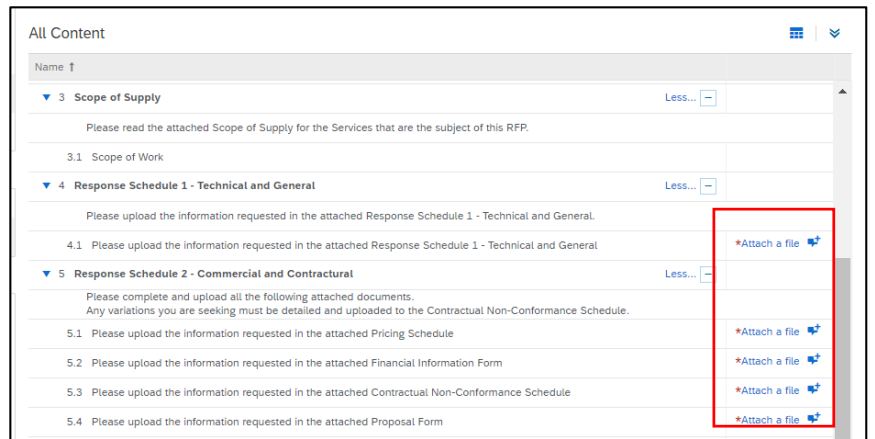 All Content
Name ↑
3 Scope of Supply Less...
Please read the attached Scope of Supply for the Services that are the subject of this RFP.
3.1 Scope of Work
4 Response Schedule 1 - Technical and General Less...
Please upload the information requested in the attached Response Schedule 1 - Technical and General.
4.1 Please upload the information requested in the attached Response Schedule 1 - Technical and General *Attach a file
5 Response Schedule 2 - Commercial and Contractural Less...
Please complete and upload all the following attached documents.
Any variations you are seeking must be detailed and uploaded to the Contractual Non-Conformance Schedule.
5.1 Please upload the information requested in the attached Pricing Schedule *Attach a file
5.2 Please upload the information requested in the attached Financial Information Form *Attach a file
5.3 Please upload the information requested in the attached Contractual Non-Conformance Schedule *Attach a file
5.4 Please upload the information requested in the attached Proposal Form *Attach a file